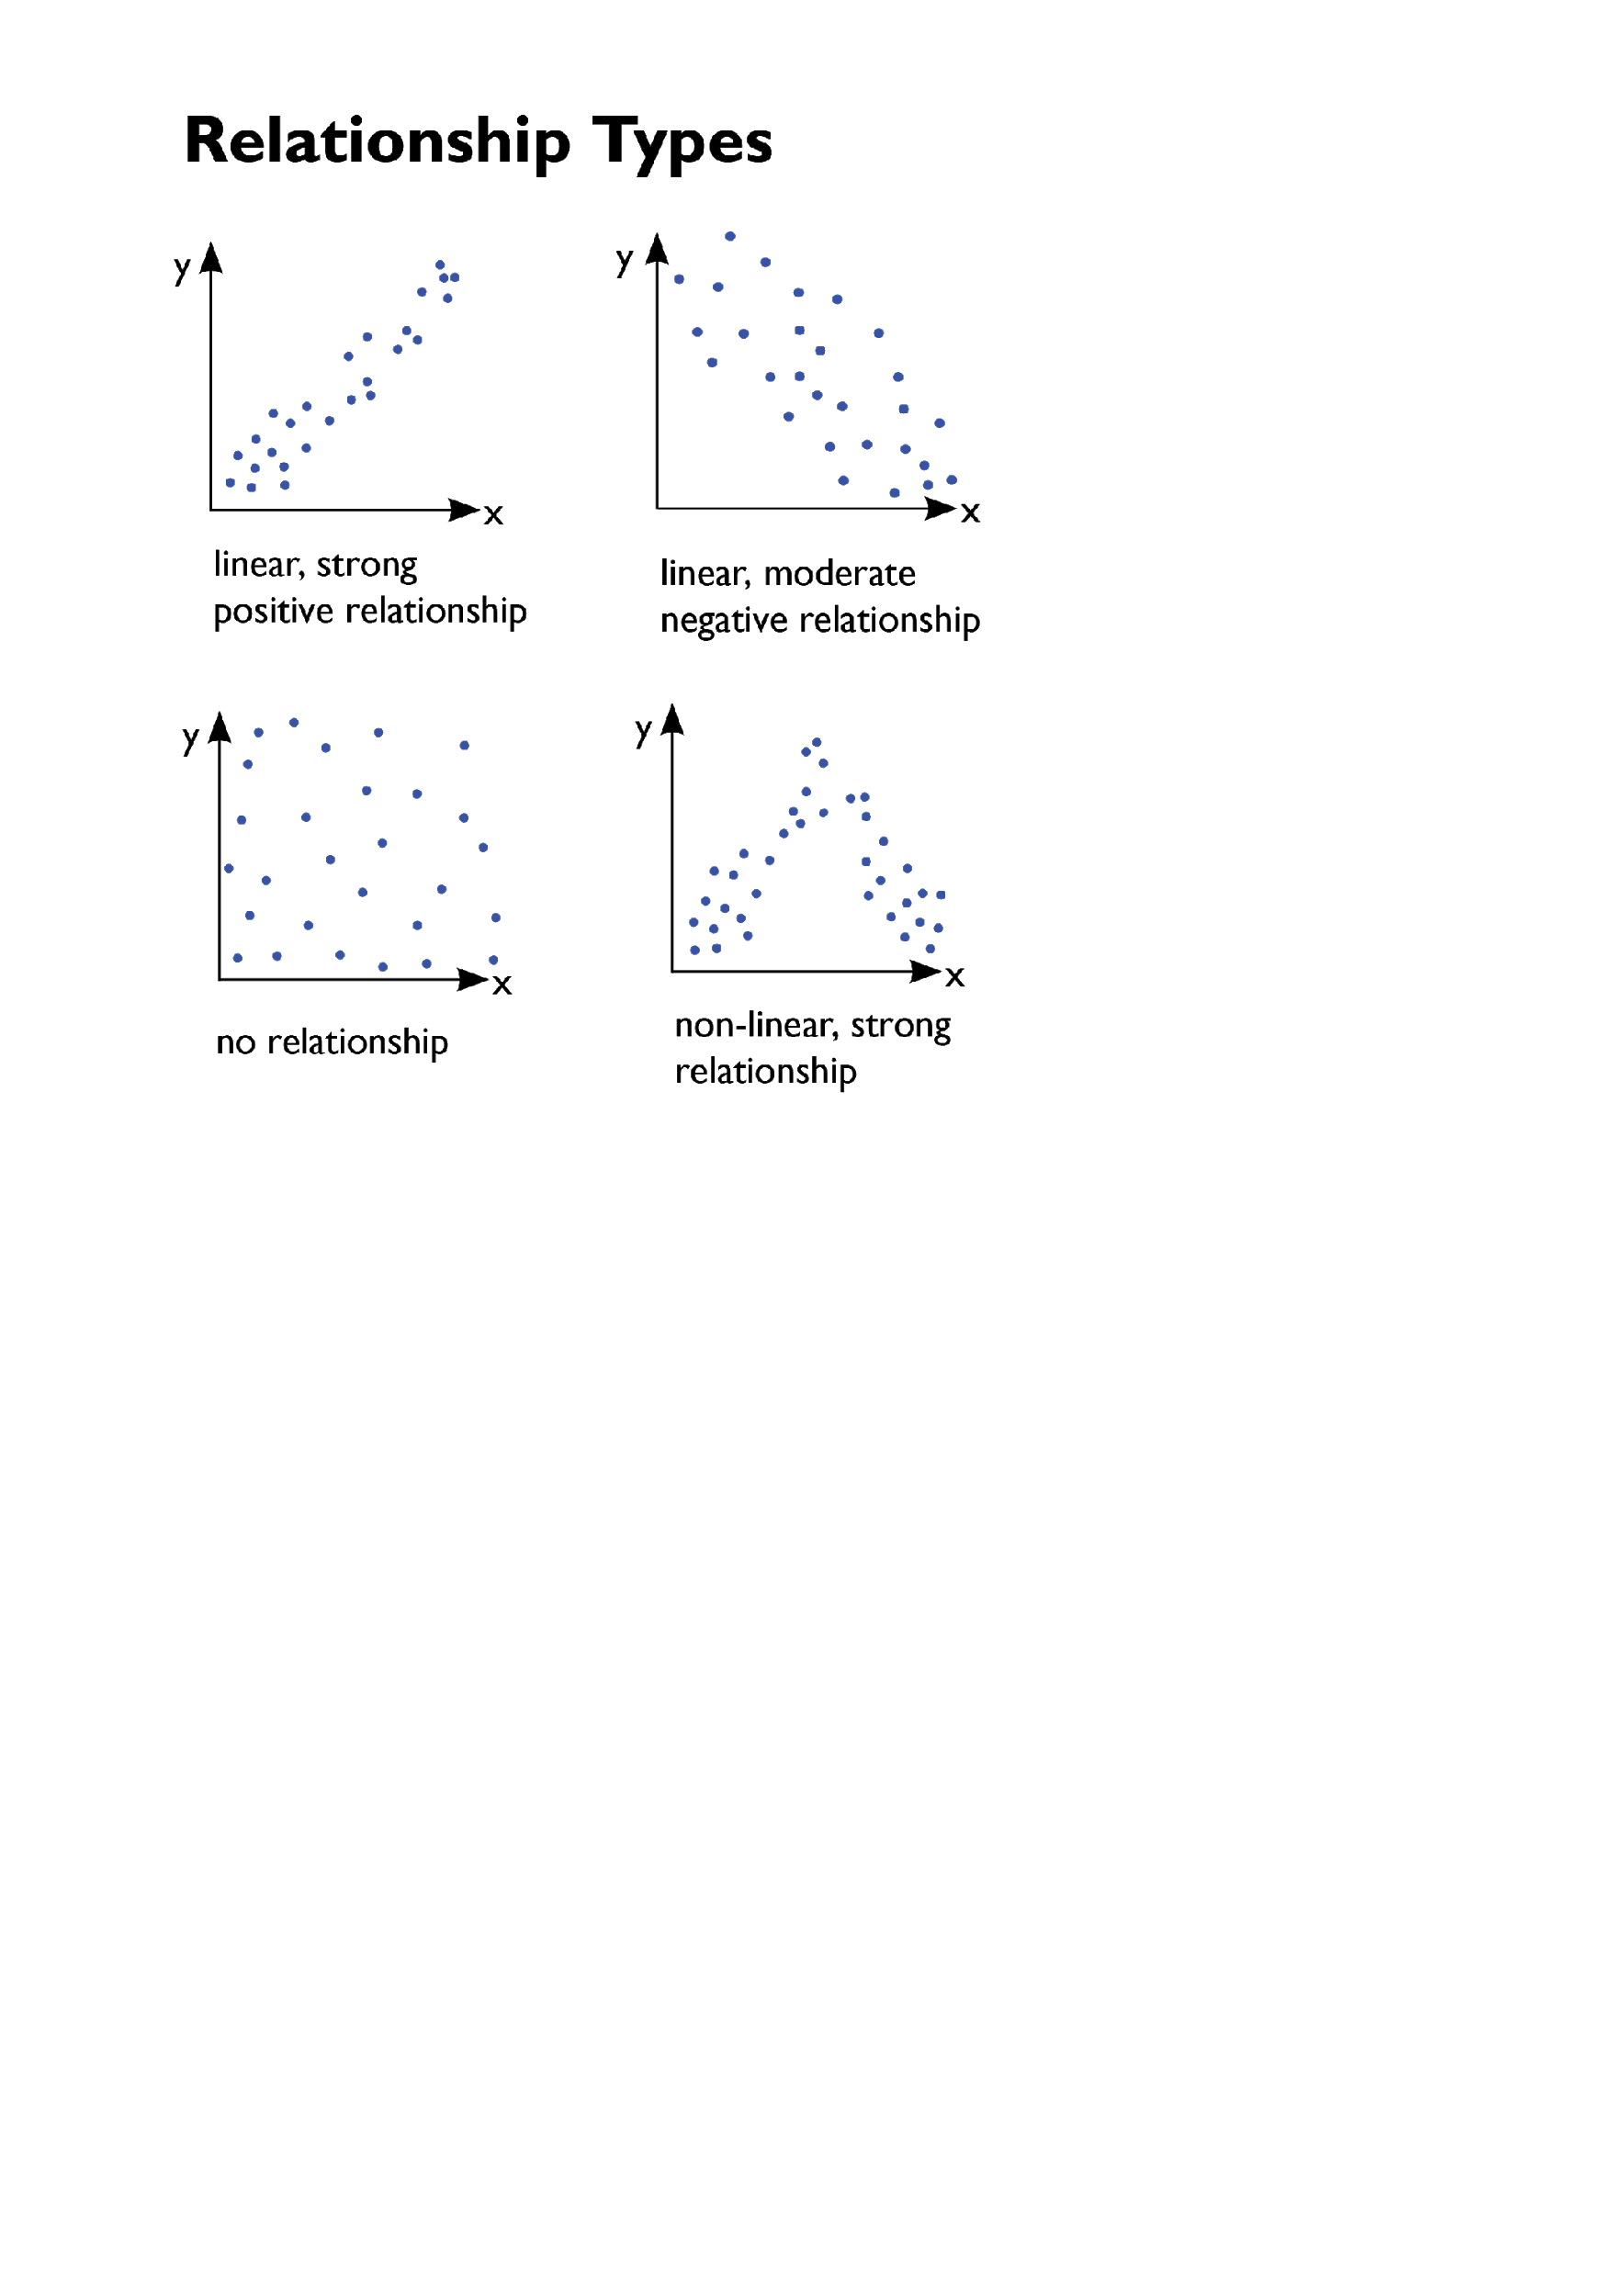 Relationship Types
y
x
linear, strong
positive relationship
y
x
linear, moderate
negative relationship
y
x
no relationship
y
x
non-linear, strong
relationship